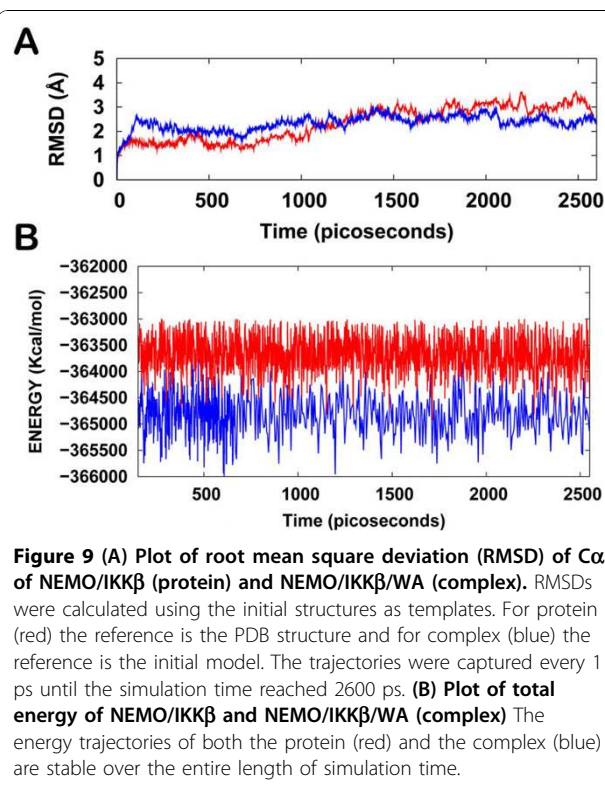 A
RMSD (Å)
5
4
3
2
1
0
0 500 1000 1500 2000 2500
Time (picoseconds)
B
ENERGY (Kcal/mol)
−362000
−362500
−363000
−363500
−364000
−364500
−365000
−365500
−366000
500 1000 1500 2000 2500
Time (picoseconds)
Figure 9 (A) Plot of root mean square deviation (RMSD) of Cα
of NEMO/IKKβ (protein) and NEMO/IKKβ/WA (complex). RMSDs
were calculated using the initial structures as templates. For protein
(red) the reference is the PDB structure and for complex (blue) the
reference is the initial model. The trajectories were captured every 1
ps until the simulation time reached 2600 ps. (B) Plot of total
energy of NEMO/IKKβ and NEMO/IKKβ/WA (complex) The
energy trajectories of both the protein (red) and the complex (blue)
are stable over the entire length of simulation time.